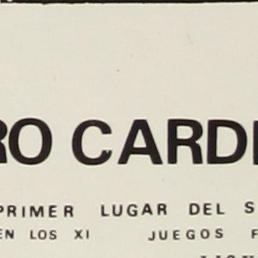 RO CARD
PRIMER LUGAR DEL S
EN LOS XI JUEGOS F